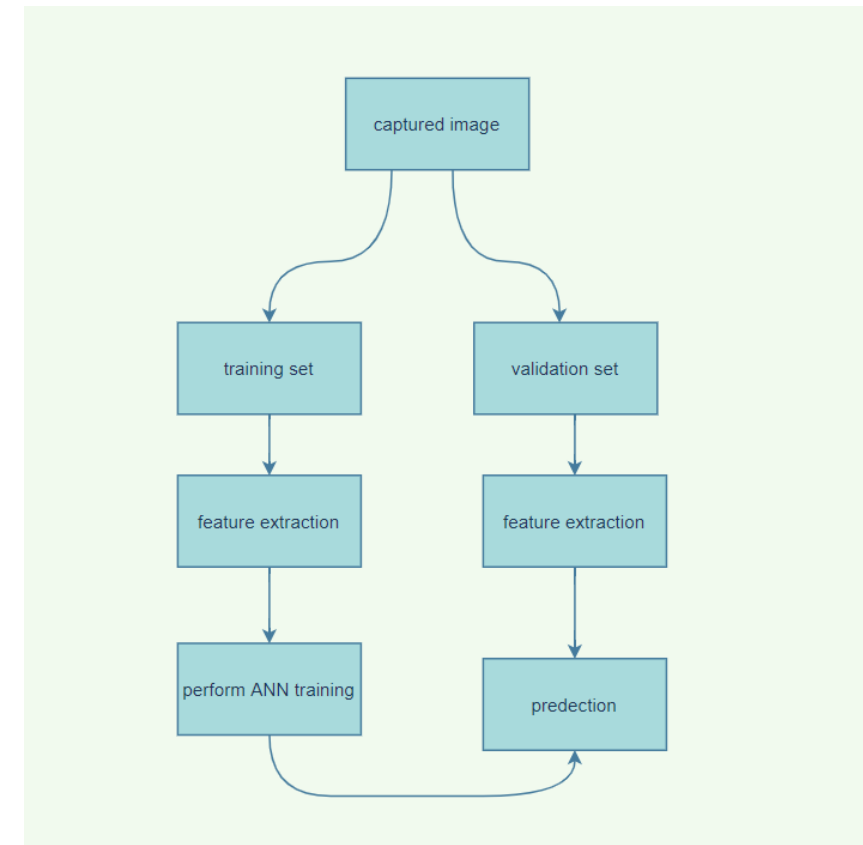 captured image
training set
validation set
feature extraction
feature extraction
perform ANN training
predection